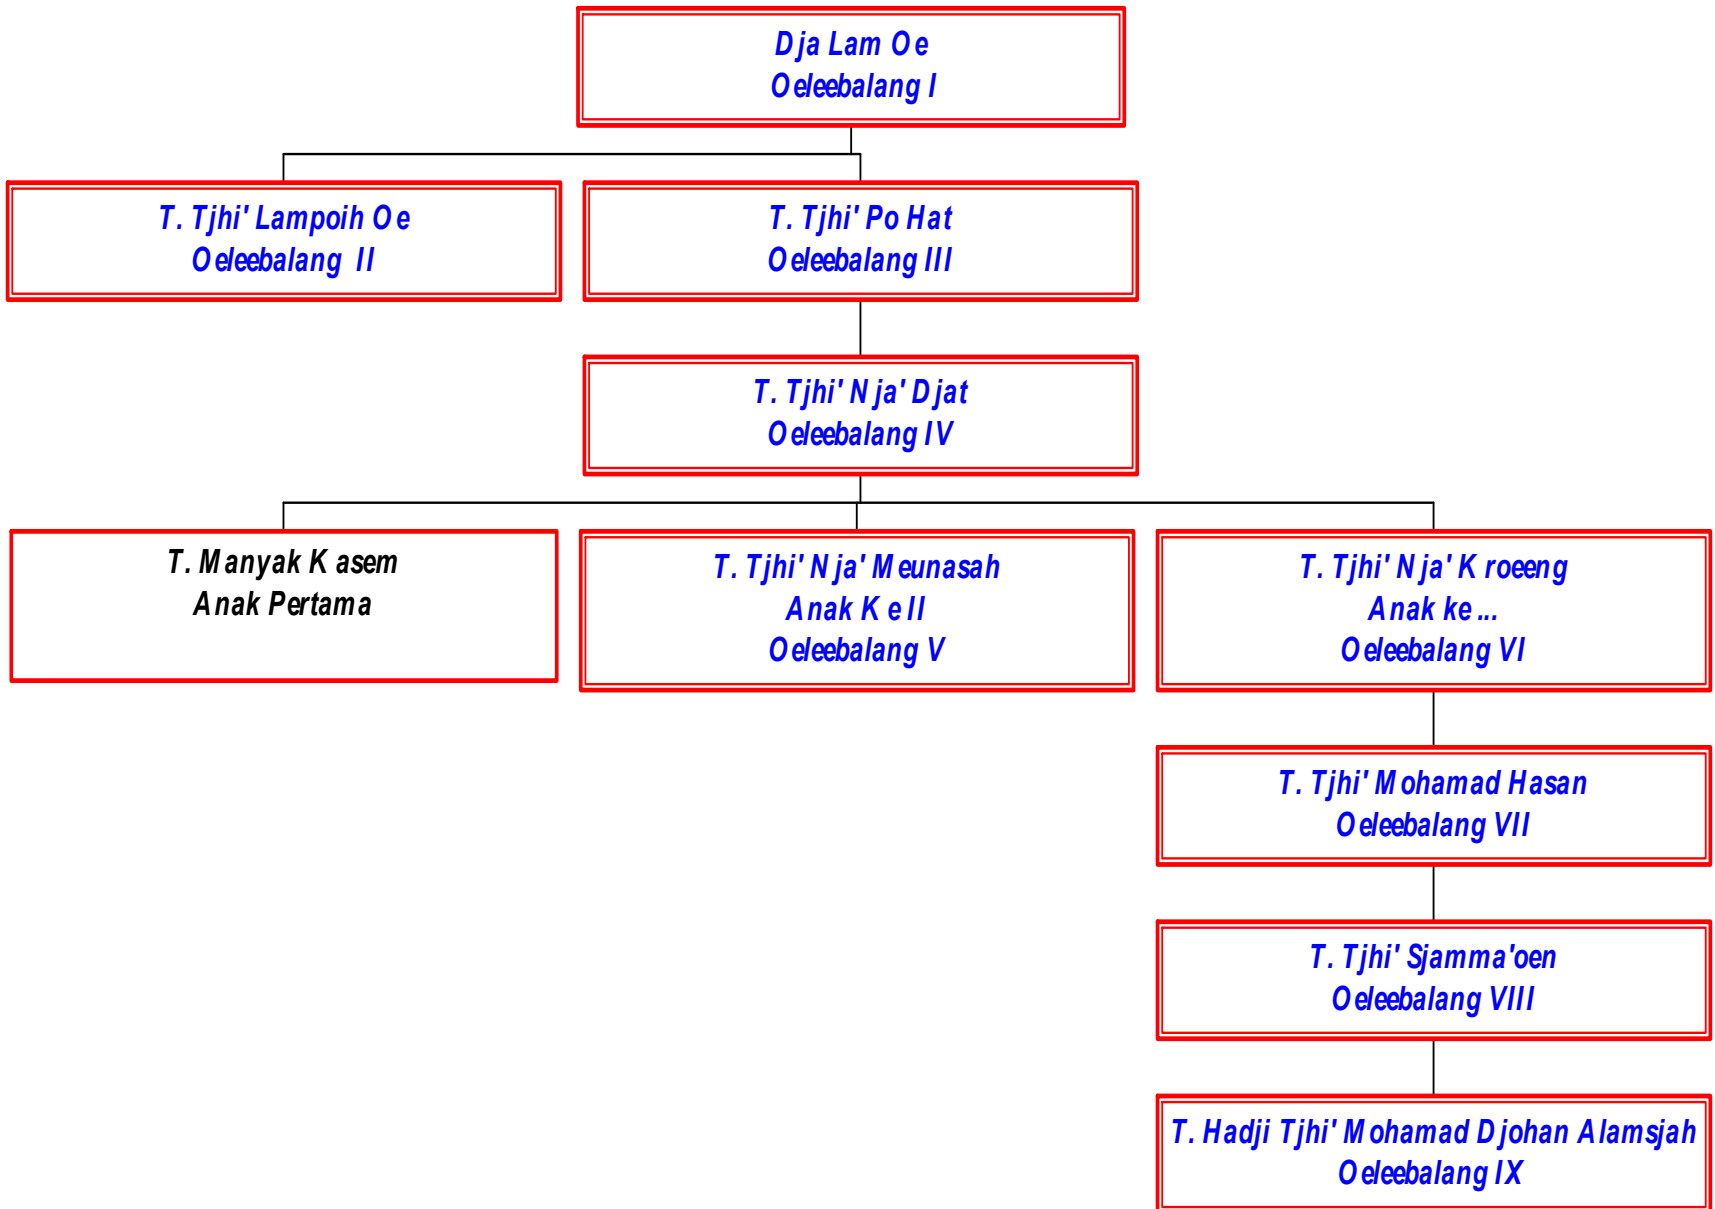 Dja Lam Oe
Oeleebalang I
T. Tjhi' Lampoih Oe
Oeleebalang II
T. Tjhi' Po Hat
Oeleebalang III
T. Tjhi' Nja' Djat
Oeleebalang IV
T. Manyak Kasem
Anak Pertama
T. Tjhi' Nja' Meunasah
Anak Ke II
Oeleebalang V
T. Tjhi' Nja' Kroeeng
Anak ke ...
Oeleebalang VI
T. Tjhi' Mohamad Hasan
Oeleebalang VII
T. Tjhi' Sjamma'oen
Oeleebalang VIII
T. Hadji Tjhi' Mohamad Djohan Alamsjah
Oeleebalang IX